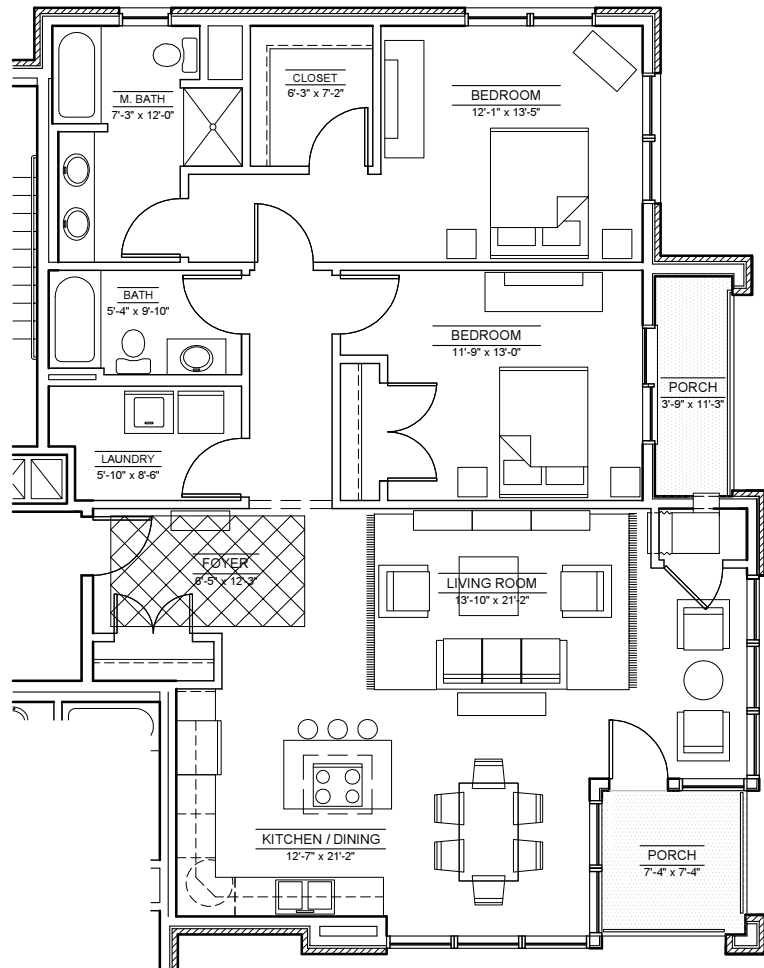 CLOSET
6'-3" x 7'-2"
M. BATH
7'-3" x 12'-0"
BEDROOM
12'-1" x 13'-5"
BATH
5'-4" x 9'-10"
BEDROOM
11'-9" x 13'-0"
PORCH
3'-9" x 11'-3"
LAUNDRY
5'-10" x 8'-6"
FOYER
6'-5" x 12'-3"
LIVING ROOM
13'-10" x 21'-2"
KITCHEN / DINING
12'-7" x 21'-2"
PORCH
7'-4" x 7'-4"